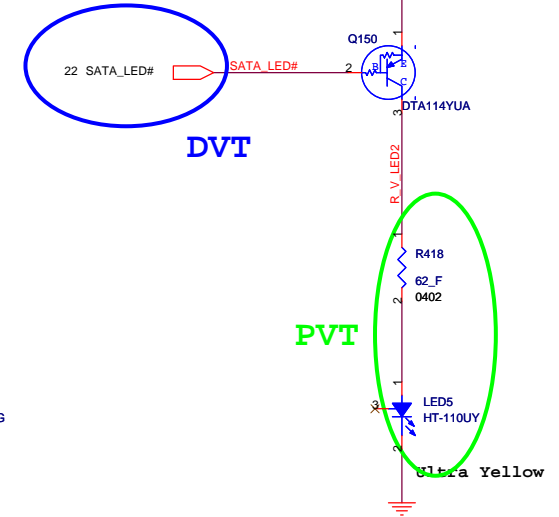 1
Q150
22 SATA_LED#
SATA_LED#
2
B
E
C
DTA114YUA
3
DVT
R_V_LED2
1
R418
62_F
0402
2
PVT
1
3
LED5
HT-110UY
G
2
Ultra Yellow